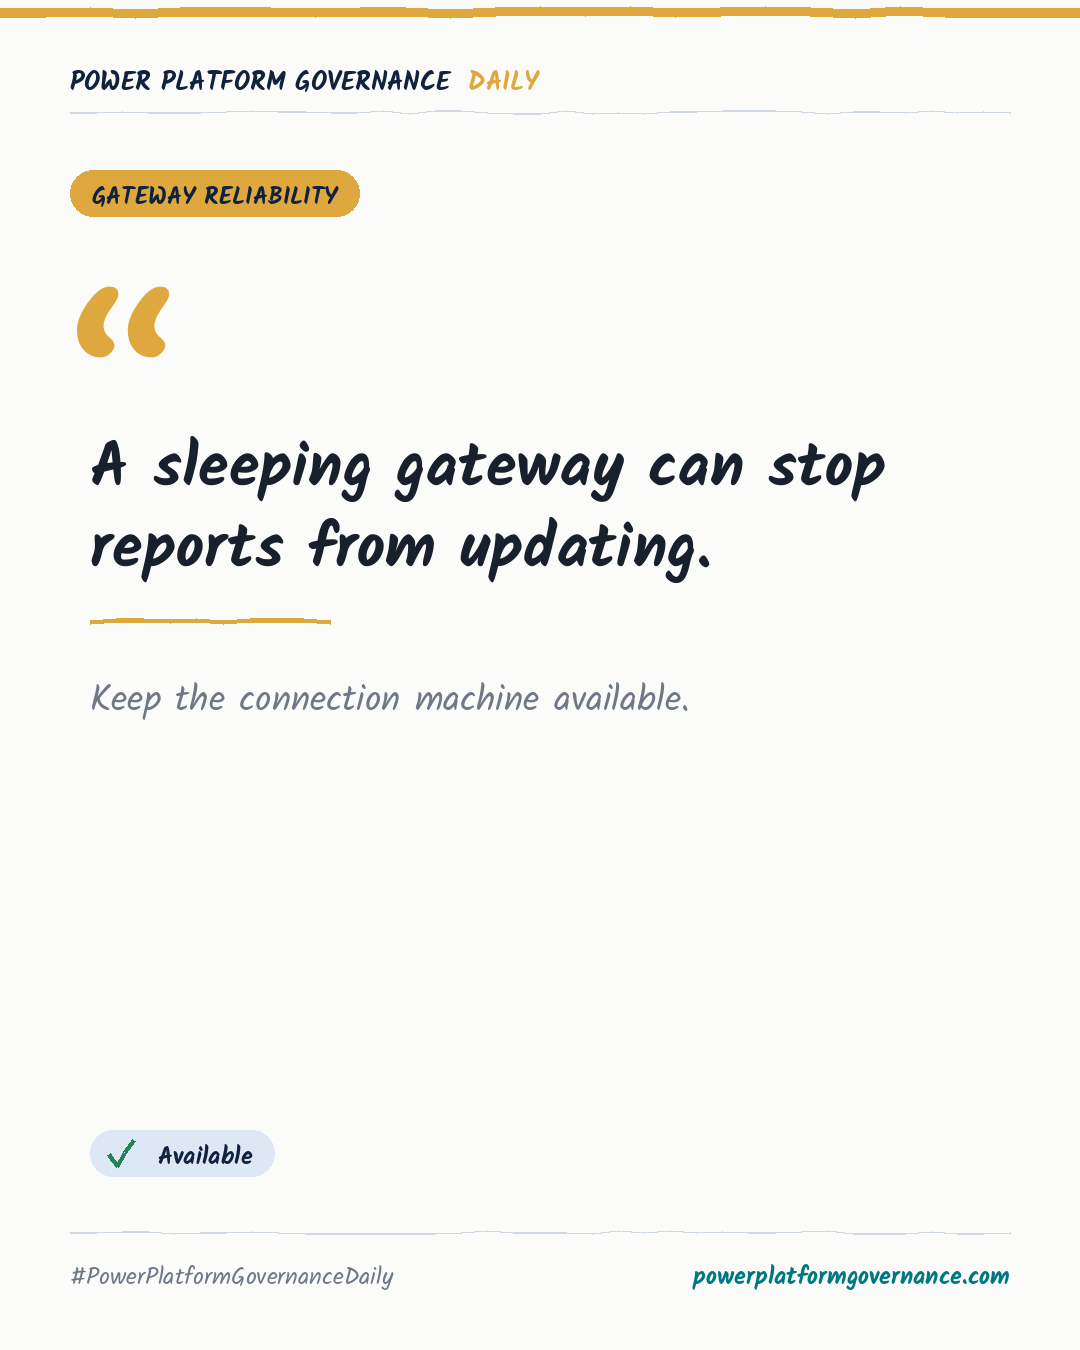 POWER PLATFORM GOVERNANCE DAILY
GATEWAY RELIABILITY
“
A sleeping gateway can stop
reports from updating.
Keep the connection machine available.
✓ Available
#PowerPlatformGovernanceDaily
powerplatformgovernance.com